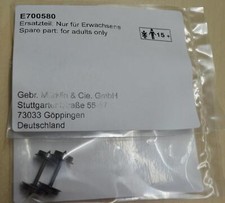 E700580
Ersatzteil: Nur für Erwachsene
Spare part: for adults only
15 +
Gebr. & Cie. GmbH
Stuttgarter Straße 55
73033 Göppingen
Deutschland